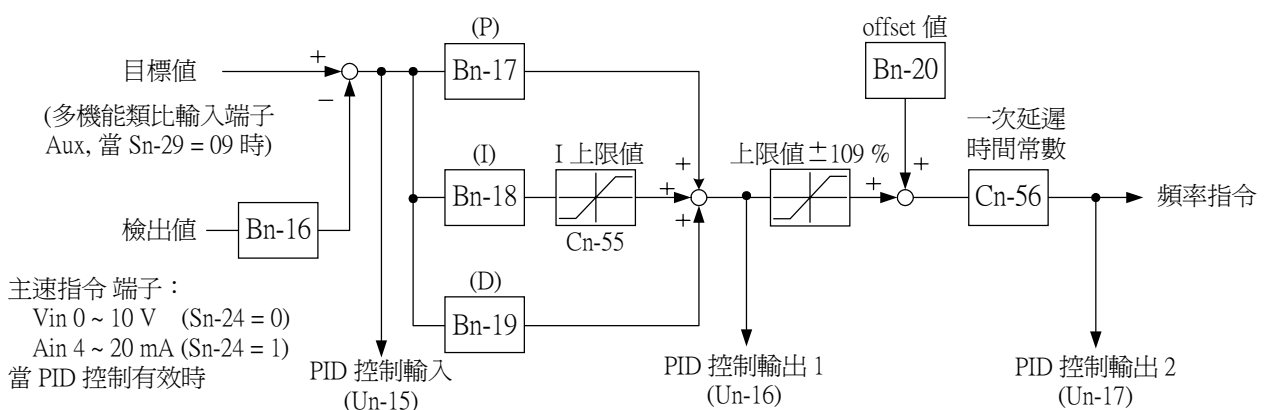 目標值
+
−
(多機能類比輸入端子
Aux, 當 Sn-29 = 09 時)
檢出值
Bn-16
主速指令 端子：
Vin 0 ~ 10 V (Sn-24 = 0)
Ain 4 ~ 20 mA (Sn-24 = 1)
當 PID 控制有效時
PID 控制輸入
(Un-15)
(P)
Bn-17
(I)
Bn-18
I 上限值
Cn-55
(D)
Bn-19
+
+
+
PID 控制輸出 1
(Un-16)
上限值±109 %
offset 值
Bn-20
+
+
一次延遲
時間常數
Cn-56
PID 控制輸出 2
(Un-17)
頻率指令